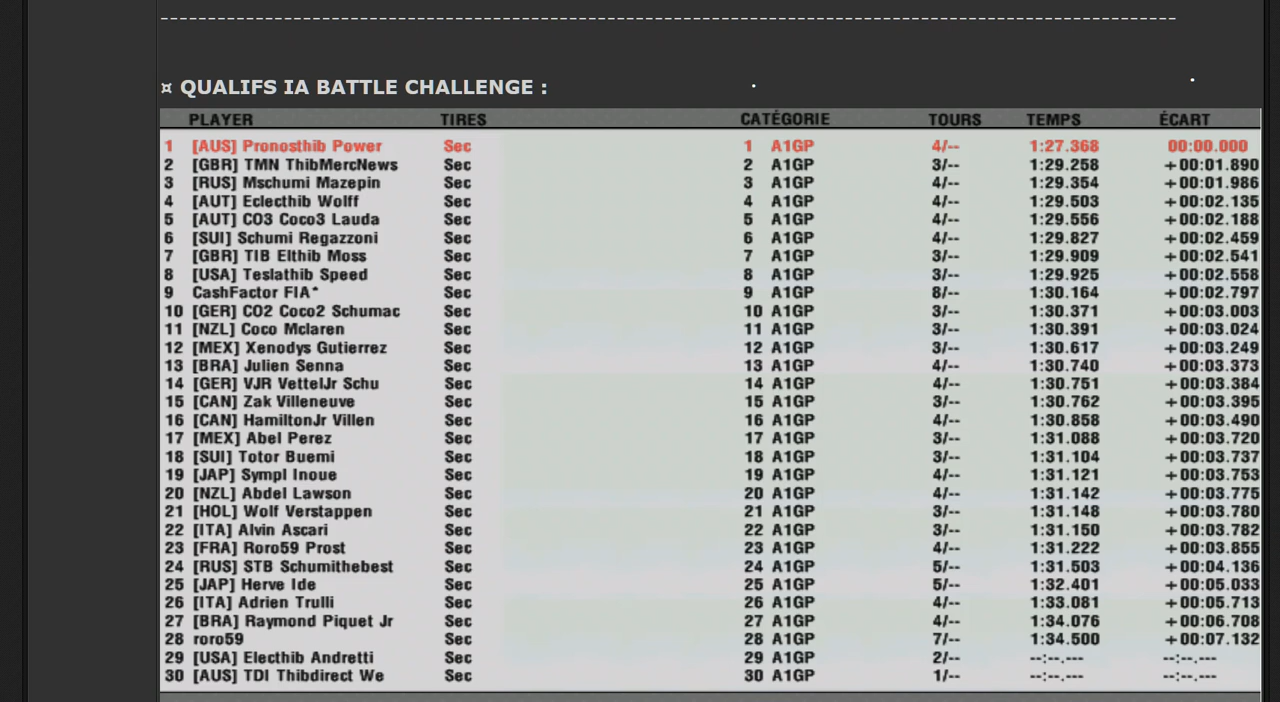 --------------------------------------------------------------------------------
¤ QUALIFS IA BATTLE CHALLENGE :
PLAYER TIRES CATÉGORIE TOURS TEMPS ÉCART
1 [AUS] Pronosthib Power Sec 1 A1GP 4/-- 1:27.368 00:00.000
2 [GBR] TMN ThibMercNews Sec 2 A1GP 3/-- 1:29.258 +00:01.890
3 [RUS] Mschumi Mazepin Sec 3 A1GP 4/-- 1:29.354 +00:01.986
4 [AUT] Eclecthib Wolff Sec 4 A1GP 4/-- 1:29.503 +00:02.135
5 [AUT] CO3 Coco3 Lauda Sec 5 A1GP 4/-- 1:29.556 +00:02.188
6 [SUI] Schumi Regazzoni Sec 6 A1GP 4/-- 1:29.827 +00:02.459
7 [GBR] TIB Elthib Moss Sec 7 A1GP 3/-- 1:29.909 +00:02.541
8 [USA] Teslathib Speed Sec 8 A1GP 3/-- 1:29.925 +00:02.558
9 CashFactor FIA* Sec 9 A1GP 8/-- 1:30.164 +00:02.797
10 [GER] CO2 Coco2 Schumac Sec 10 A1GP 3/-- 1:30.371 +00:03.003
11 [NZL] Coco Mclaren Sec 11 A1GP 3/-- 1:30.391 +00:03.024
12 [MEX] Xenodys Gutierrez Sec 12 A1GP 3/-- 1:30.617 +00:03.249
13 [BRA] Julien Senna Sec 13 A1GP 4/-- 1:30.740 +00:03.373
14 [GER] VJR VettelJr Schu Sec 14 A1GP 4/-- 1:30.751 +00:03.384
15 [CAN] Zak Villeneuve Sec 15 A1GP 3/-- 1:30.762 +00:03.395
16 [CAN] HamiltonJr Villen Sec 16 A1GP 4/-- 1:30.858 +00:03.490
17 [MEX] Abel Perez Sec 17 A1GP 3/-- 1:31.088 +00:03.720
18 [SUI] Totor Buemi Sec 18 A1GP 3/-- 1:31.104 +00:03.737
19 [JAP] Sympl Inoue Sec 19 A1GP 4/-- 1:31.121 +00:03.753
20 [NZL] Abdel Lawson Sec 20 A1GP 4/-- 1:31.142 +00:03.775
21 [HOL] Wolf Verstappen Sec 21 A1GP 3/-- 1:31.148 +00:03.780
22 [ITA] Alvin Ascari Sec 22 A1GP 3/-- 1:31.150 +00:03.782
23 [FRA] Roro59 Prost Sec 23 A1GP 4/-- 1:31.222 +00:03.855
24 [RUS] STB Schumithebest Sec 24 A1GP 5/-- 1:31.503 +00:04.136
25 [JAP] Herve Ide Sec 25 A1GP 5/-- 1:32.401 +00:05.033
26 [ITA] Adrien Trulli Sec 26 A1GP 4/-- 1:33.081 +00:05.713
27 [BRA] Raymond Piquet Jr Sec 27 A1GP 4/-- 1:34.076 +00:06.708
28 roro59 Sec 28 A1GP 7/-- 1:34.500 +00:07.132
29 [USA] Electhib Andretti Sec 29 A1GP 2/-- --:--.--- --:--.---
30 [AUS] TDI Thibdirect We Sec 30 A1GP 1/-- --:--.--- --:--.---